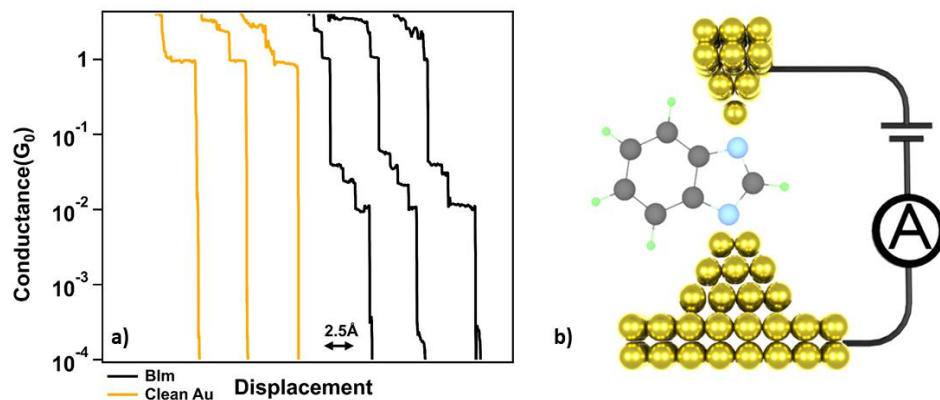 Conductance(G₀)
1
10⁻¹
10⁻²
10⁻³
10⁻⁴
a)
2.5Å
BIm
Clean Au
Displacement
b)
A